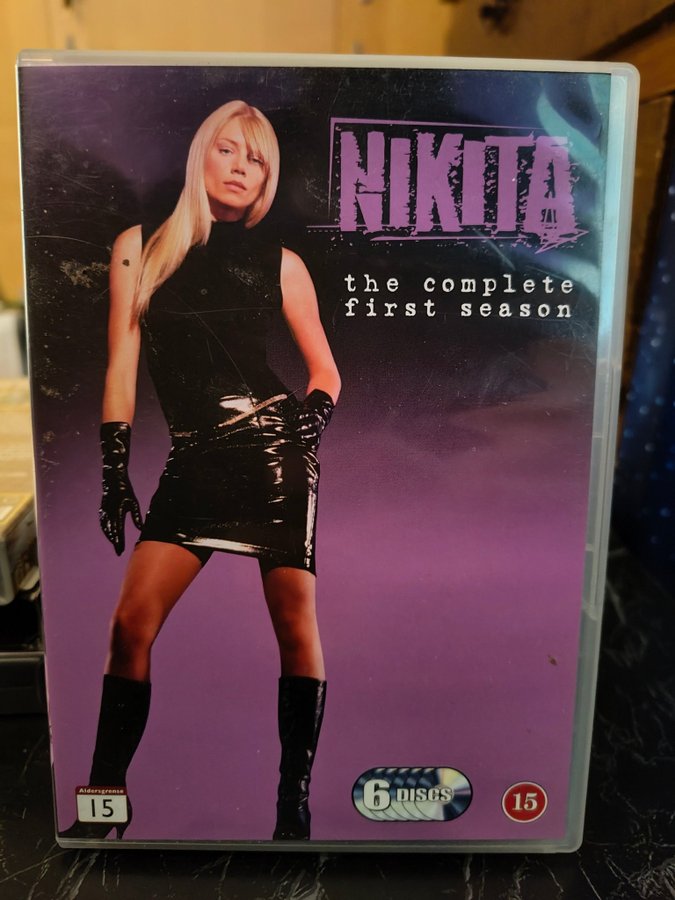 NIKITA
the complete
first season
6 DISCS
Aldersgrense
15
15